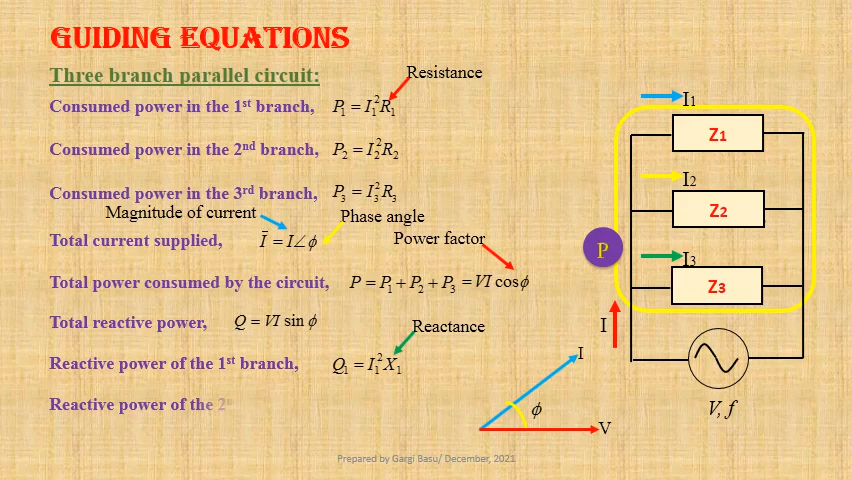 GUIDING EQUATIONS
Three branch parallel circuit:
Resistance
Consumed power in the 1st branch, P₁ = I₁²R₁
Consumed power in the 2nd branch, P₂ = I₂²R₂
Consumed power in the 3rd branch, P₃ = I₃²R₃
Magnitude of current
Phase angle
Total current supplied, Ī = I∠ϕ
Power factor
Total power consumed by the circuit, P = P₁ + P₂ + P₃ = VI cosϕ
Total reactive power, Q = VI sin ϕ
Reactance
Reactive power of the 1st branch, Q₁ = I₁²X₁
Reactive power of the 2
I₁
Z1
I₂
Z2
P
I₃
Z3
I
V, f
I
ϕ
V
Prepared by Gargi Basu/ December, 2021